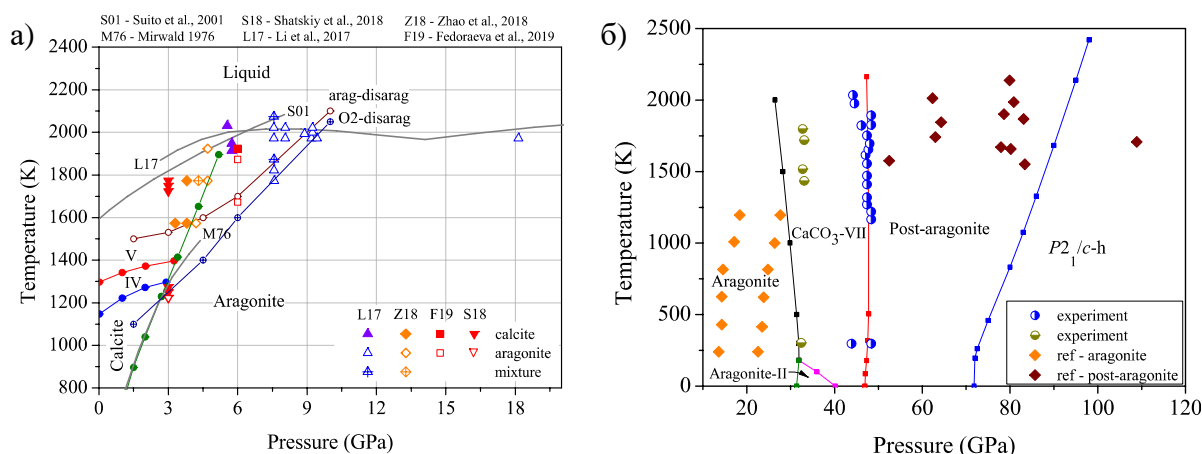 а)
S01 - Suito et al., 2001 S18 - Shatskiy et al., 2018 Z18 - Zhao et al., 2018
M76 - Mirwald 1976 L17 - Li et al., 2017 F19 - Fedoraeva et al., 2019
2400
2200
2000
1800
1600
1400
1200
1000
800
Temperature (K)
Liquid
arag-disarag
S01
O2-disarag
L17
M76
V
IV
Calcite
Aragonite
L17 Z18 F19 S18
calcite
aragonite
mixture
0 3 6 9 12 15 18
Pressure (GPa)
б)
2500
2000
1500
1000
500
0
Temperature (K)
CaCO3-VII
Post-aragonite
P21/c-h
Aragonite
Aragonite-II
experiment
experiment
ref - aragonite
ref - post-aragonite
20 40 60 80 100 120
Pressure (GPa)